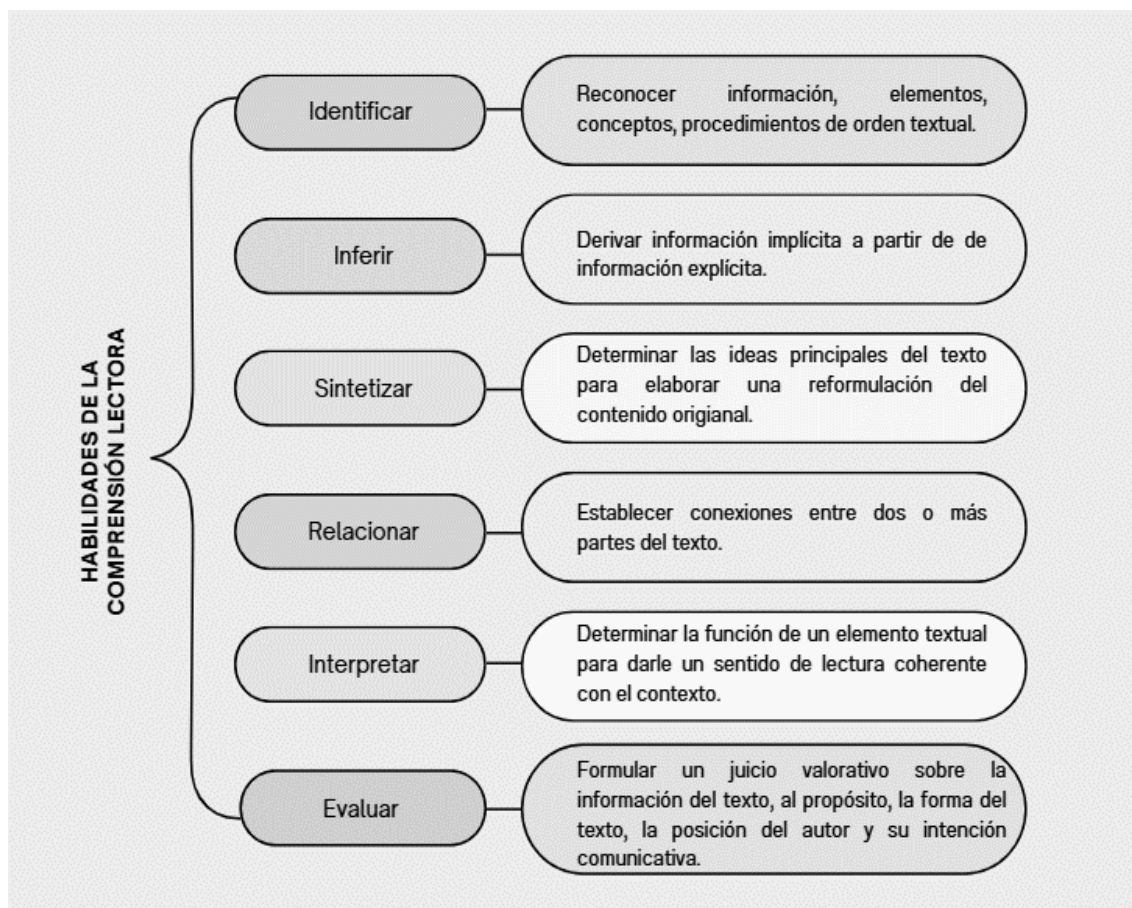 HABILIDADES DE LA
COMPRENSIÓN LECTORA
Identificar
Reconocer información, elementos,
conceptos, procedimientos de orden textual.
Inferir
Derivar información implícita a partir de de
información explícita.
Sintetizar
Determinar las ideas principales del texto
para elaborar una reformulación del
contenido origianal.
Relacionar
Establecer conexiones entre dos o más
partes del texto.
Interpretar
Determinar la función de un elemento textual
para darle un sentido de lectura coherente
con el contexto.
Evaluar
Formular un juicio valorativo sobre la
información del texto, al propósito, la forma del
texto, la posición del autor y su intención
comunicativa.